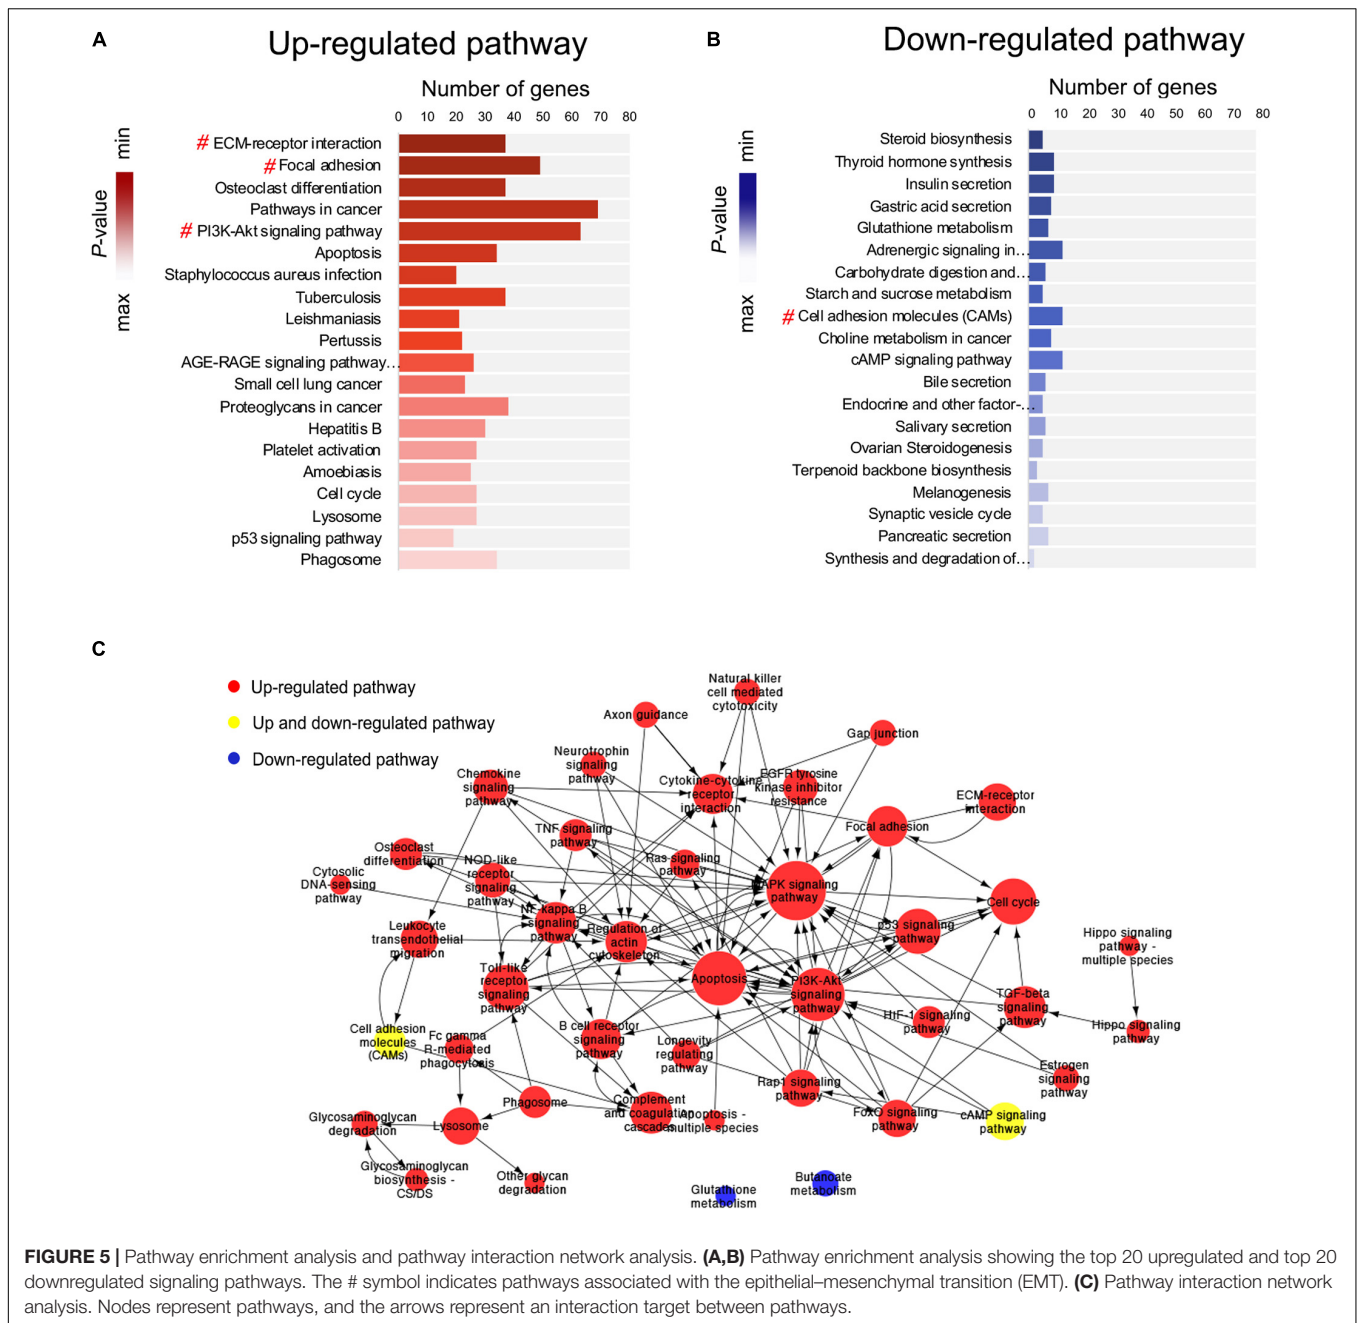 A
Up-regulated pathway
Number of genes
0 10 20 30 40 50 60 70 80
min
P-value
max
# ECM-receptor interaction
# Focal adhesion
Osteoclast differentiation
Pathways in cancer
# PI3K-Akt signaling pathway
Apoptosis
Staphylococcus aureus infection
Tuberculosis
Leishmaniasis
Pertussis
AGE-RAGE signaling pathway…
Small cell lung cancer
Proteoglycans in cancer
Hepatitis B
Platelet activation
Amoebiasis
Cell cycle
Lysosome
p53 signaling pathway
Phagosome
B
Down-regulated pathway
Number of genes
0 10 20 30 40 50 60 70 80
min
P-value
max
Steroid biosynthesis
Thyroid hormone synthesis
Insulin secretion
Gastric acid secretion
Glutathione metabolism
Adrenergic signaling in…
Carbohydrate digestion and…
Starch and sucrose metabolism
# Cell adhesion molecules (CAMs)
Choline metabolism in cancer
cAMP signaling pathway
Bile secretion
Endocrine and other factor-…
Salivary secretion
Ovarian Steroidogenesis
Terpenoid backbone biosynthesis
Melanogenesis
Synaptic vesicle cycle
Pancreatic secretion
Synthesis and degradation of…
C
Up-regulated pathway
Up and down-regulated pathway
Down-regulated pathway
Natural killer
cell mediated
cytotoxicity
Axon guidance
Gap junction
Neurotrophin
signaling
pathway
Chemokine
signaling
pathway
Cytokine-cytokine
receptor
interaction
EGFR tyrosine
kinase inhibitor
resistance
ECM-receptor
interaction
Focal adhesion
TNF signaling
pathway
Osteoclast
differentiation
NOD-like
receptor
signaling
pathway
Ras signaling
pathway
Cytosolic
DNA-sensing
pathway
MAPK signaling
pathway
Cell cycle
NF-kappa B
signaling
pathway
Regulation of
actin
cytoskeleton
p53 signaling
pathway
Leukocyte
transendothelial
migration
Hippo signaling
pathway -
multiple species
Toll-like
receptor
signaling
pathway
Apoptosis
PI3K-Akt
signaling
pathway
TGF-beta
signaling
pathway
HIF-1 signaling
pathway
Hippo signaling
pathway
Cell adhesion
molecules
(CAMs)
Fc gamma
R-mediated
phagocytosis
B cell receptor
signaling
pathway
Longevity
regulating
pathway
Estrogen
signaling
pathway
Rap1 signaling
pathway
Phagosome
Complement
and coagulation
cascades
Apoptosis -
multiple species
FoxO signaling
pathway
cAMP signaling
pathway
Glycosaminoglycan
degradation
Lysosome
Glycosaminoglycan
biosynthesis -
CS/DS
Other glycan
degradation
Glutathione
metabolism
Butanoate
metabolism
FIGURE 5 | Pathway enrichment analysis and pathway interaction network analysis. (A,B) Pathway enrichment analysis showing the top 20 upregulated and top 20
downregulated signaling pathways. The # symbol indicates pathways associated with the epithelial–mesenchymal transition (EMT). (C) Pathway interaction network
analysis. Nodes represent pathways, and the arrows represent an interaction target between pathways.